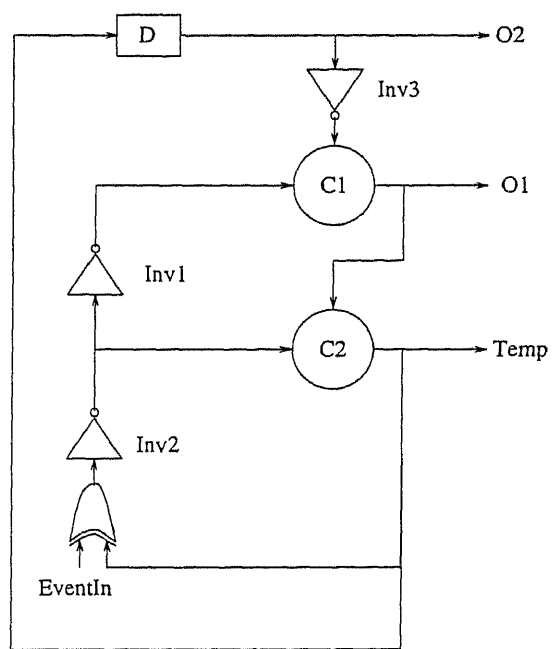 D
O2
Inv3
C1
O1
Inv1
C2
Temp
Inv2
EventIn